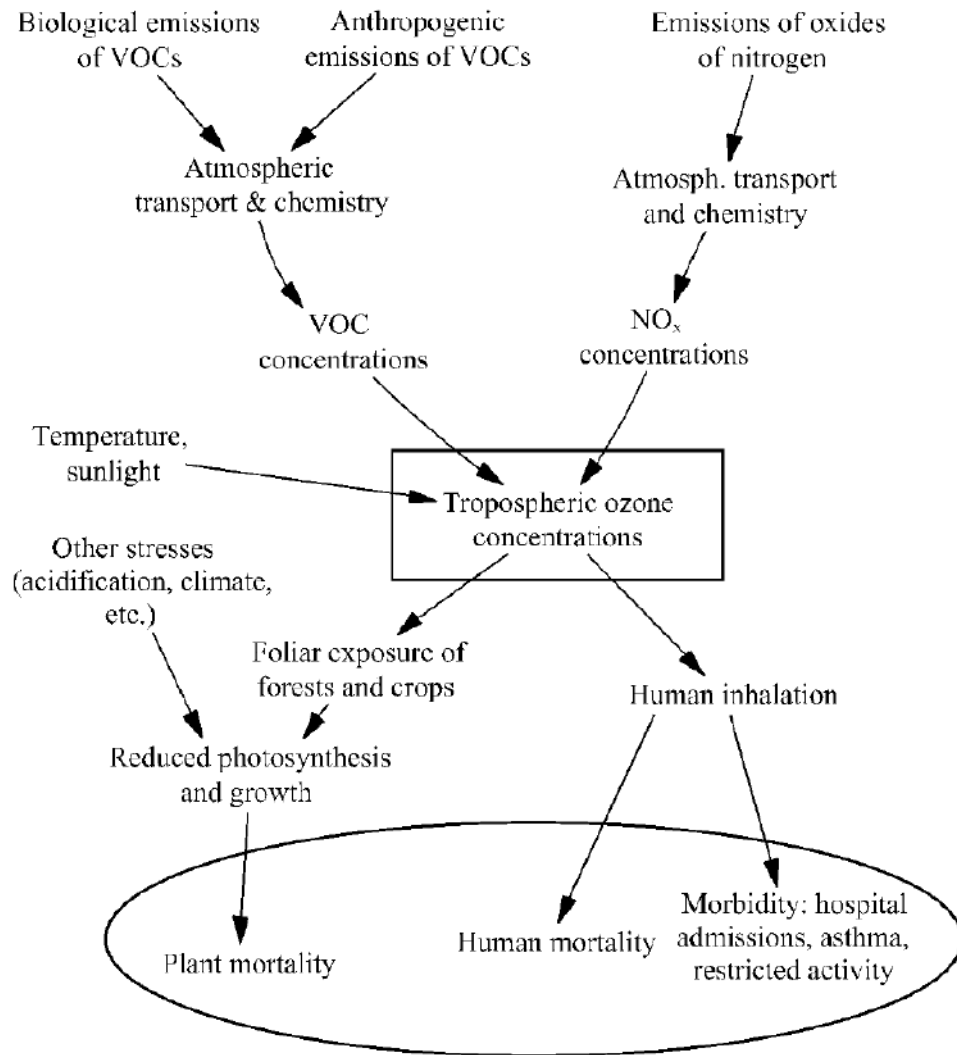 Biological emissions
of VOCs
Anthropogenic
emissions of VOCs
Emissions of oxides
of nitrogen
Atmospheric
transport & chemistry
Atmosph. transport
and chemistry
VOC
concentrations
NOₓ
concentrations
Temperature,
sunlight
Tropospheric ozone
concentrations
Other stresses
(acidification, climate,
etc.)
Foliar exposure of
forests and crops
Human inhalation
Reduced photosynthesis
and growth
Plant mortality
Human mortality
Morbidity: hospital
admissions, asthma,
restricted activity